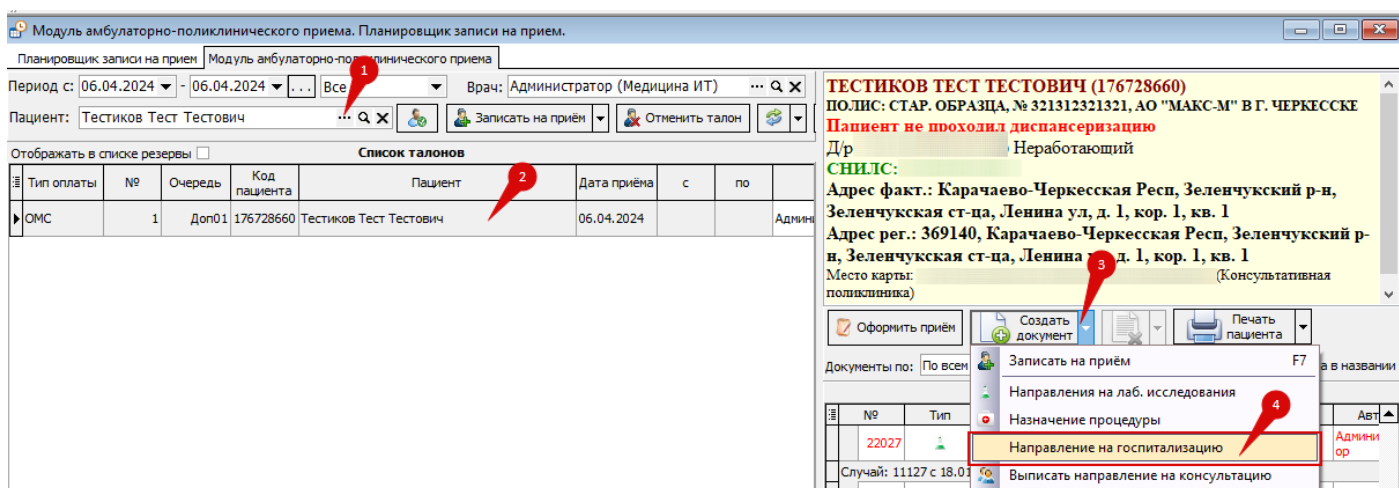 Модуль амбулаторно-поликлинического приема. Планировщик записи на прием.
Планировщик записи на прием Модуль амбулаторно-поликлинического приема
1
Период с: 06.04.2024 - 06.04.2024 ... Все Врач: Администратор (Медицина ИТ) ...
Пациент: Тестиков Тест Тестович ... Записать на приём Отменить талон
Отображать в списке резервы Список талонов
Тип оплаты № Очередь Код пациента Пациент Дата приёма с по
2
ОМС 1 Доп01 176728660 Тестиков Тест Тестович 06.04.2024 Админи
ТЕСТИКОВ ТЕСТ ТЕСТОВИЧ (176728660)
ПОЛИС: СТАР. ОБРАЗЦА, № 321312321321, АО "МАКС-М" В Г. ЧЕРКЕССКЕ
Пациент не проходил диспансеризацию
Д/р ) Неработающий
СНИЛС:
Адрес факт.: Карачаево-Черкесская Респ, Зеленчукский р-н,
Зеленчукская ст-ца, Ленина ул, д. 1, кор. 1, кв. 1
Адрес рег.: 369140, Карачаево-Черкесская Респ, Зеленчукский р-
н, Зеленчукская ст-ца, Ленина д. 1, кор. 1, кв. 1
3
Место карты: (Консультативная
поликлиника)
Оформить приём Создать документ Печать пациента
Документы по: По всем а в названии
Записать на приём F7
Направления на лаб. исследования
4
Назначение процедуры
Направление на госпитализацию
Выписать направление на консультацию
№ Тип Авт
22027 Админи
ор
Случай: 11127 с 18.01